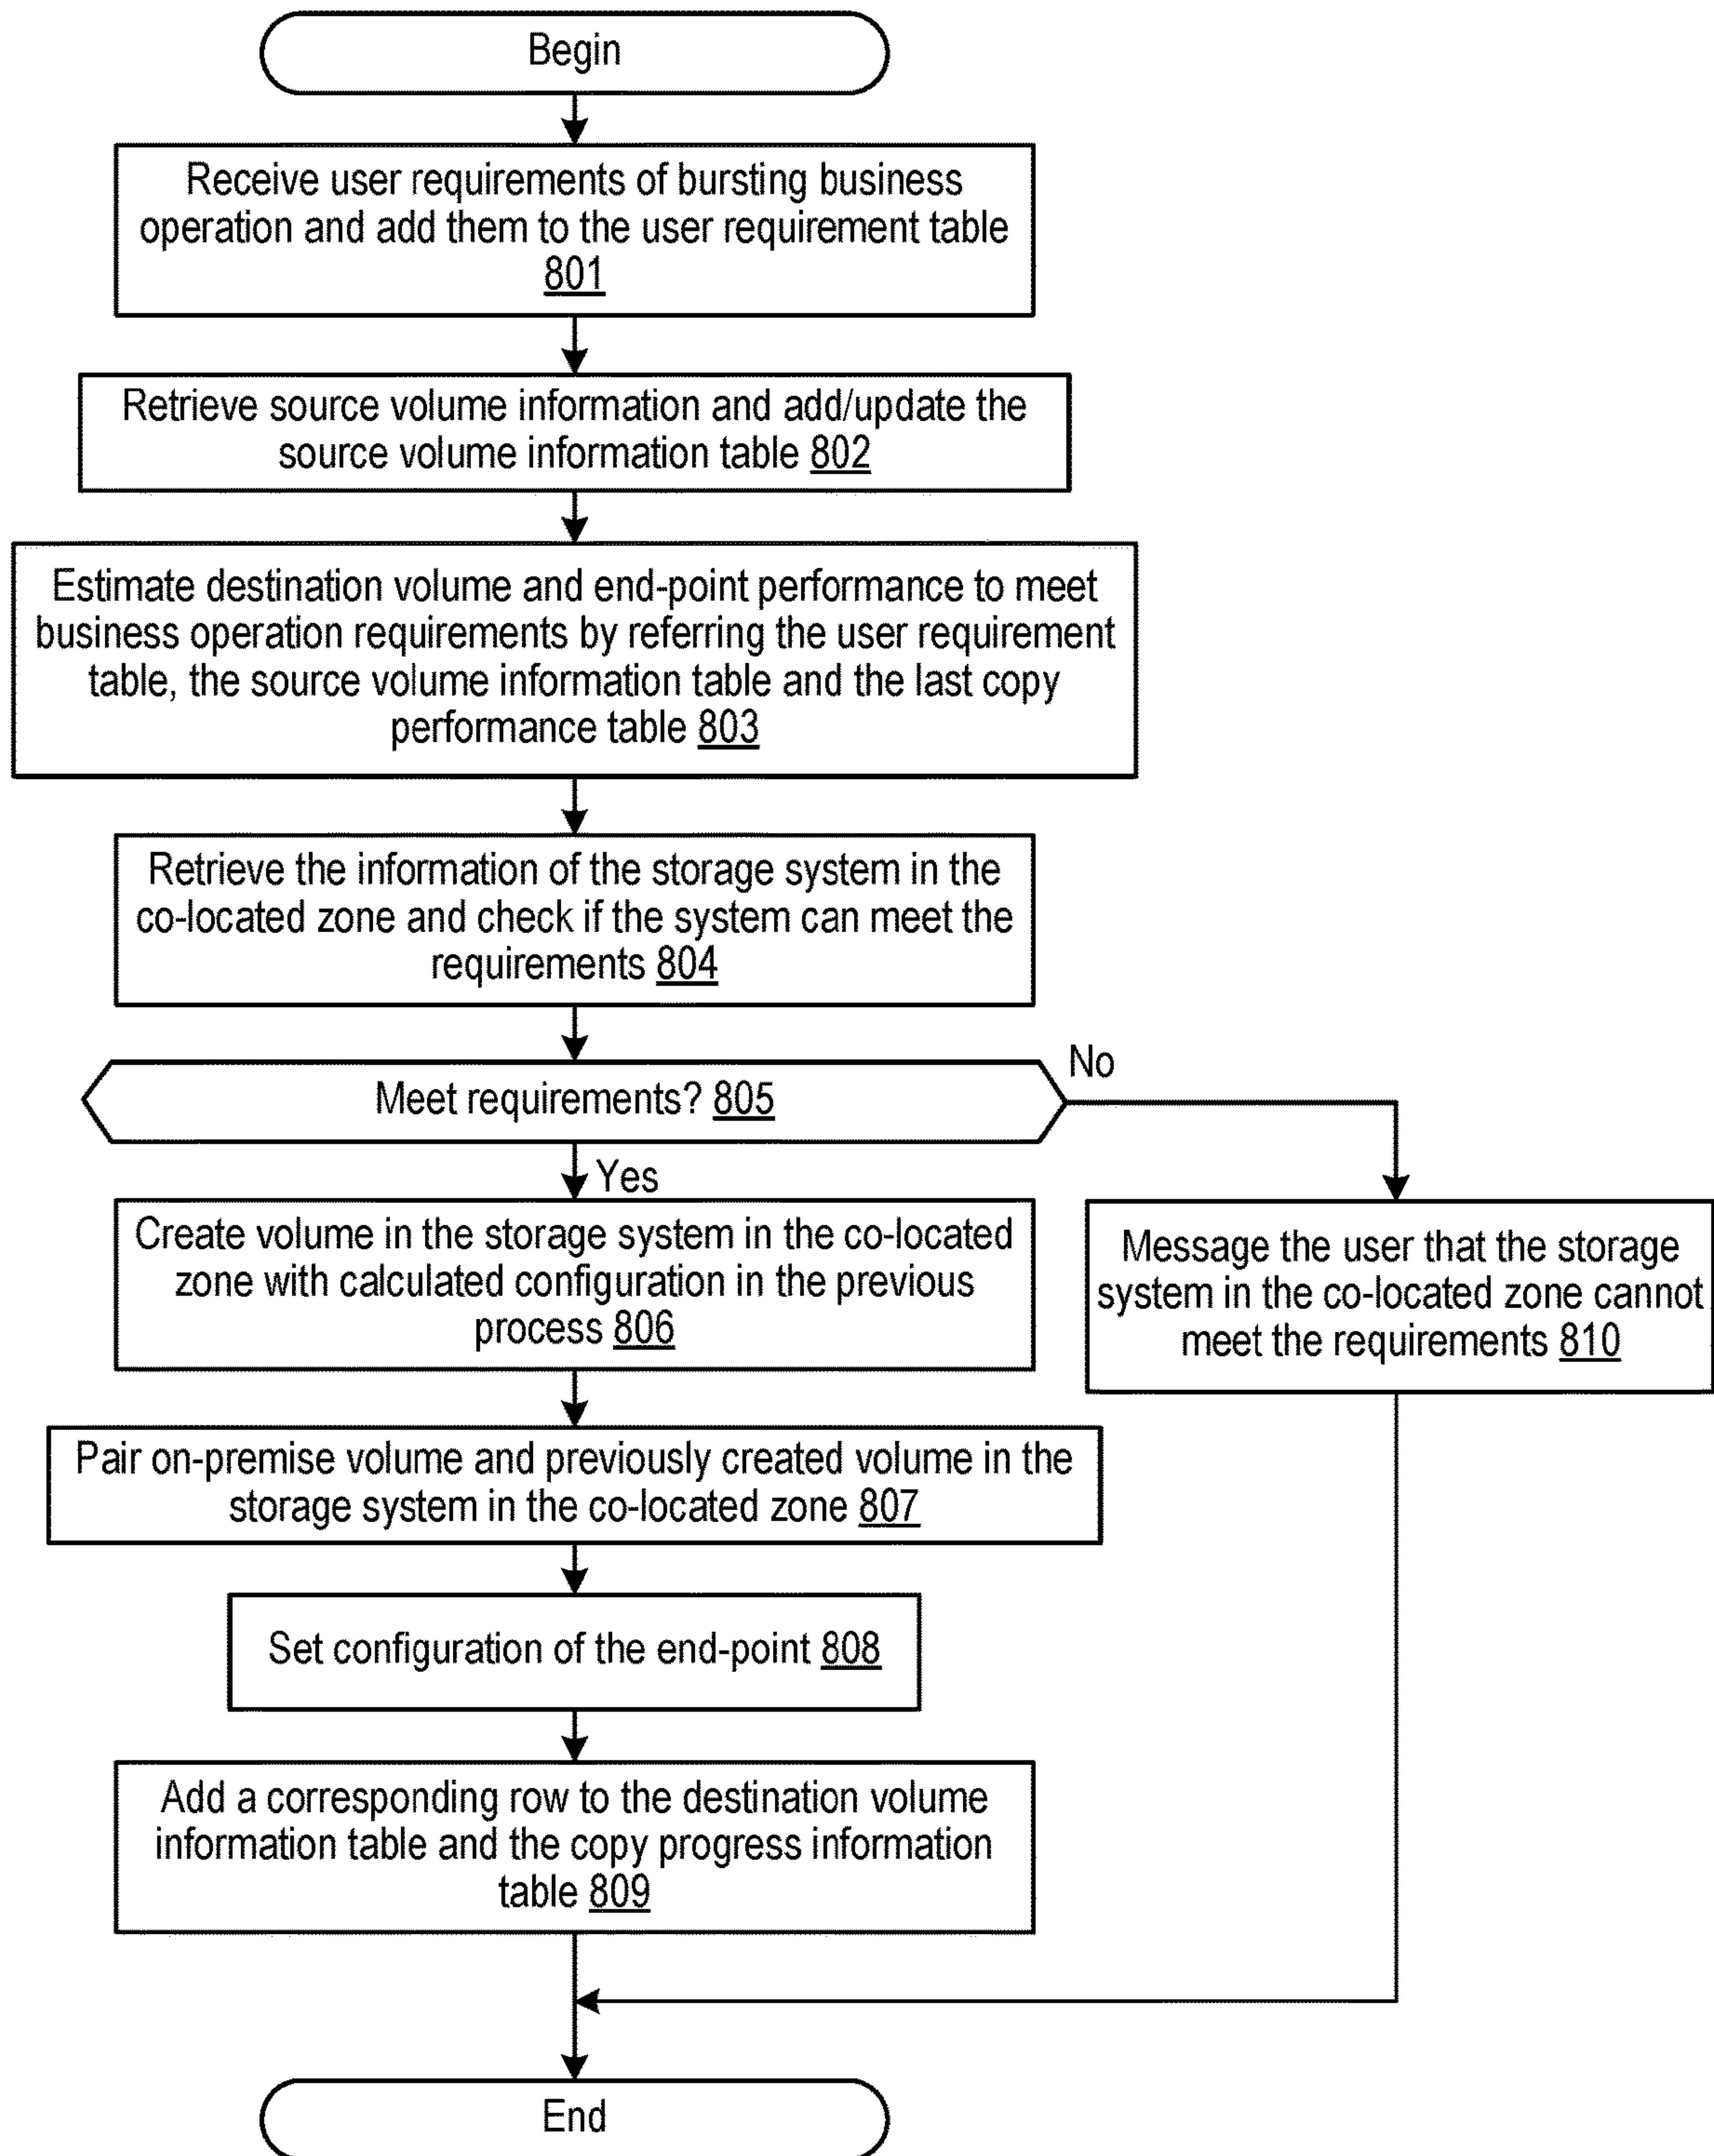 Begin
Receive user requirements of bursting business
operation and add them to the user requirement table
801
Retrieve source volume information and add/update the
source volume information table 802
Estimate destination volume and end-point performance to meet
business operation requirements by referring the user requirement
table, the source volume information table and the last copy
performance table 803
Retrieve the information of the storage system in the
co-located zone and check if the system can meet the
requirements 804
Meet requirements? 805
No
Yes
Create volume in the storage system in the co-located
zone with calculated configuration in the previous
process 806
Message the user that the storage
system in the co-located zone cannot
meet the requirements 810
Pair on-premise volume and previously created volume in the
storage system in the co-located zone 807
Set configuration of the end-point 808
Add a corresponding row to the destination volume
information table and the copy progress information
table 809
End